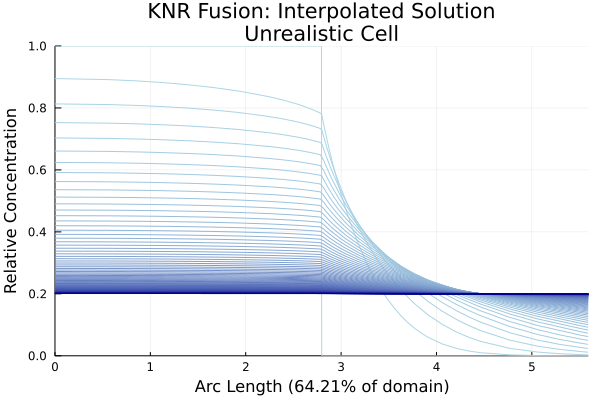 KNR Fusion: Interpolated Solution
Unrealistic Cell
Relative Concentration
1.0
0.8
0.6
0.4
0.2
0.0
0 1 2 3 4 5
Arc Length (64.21% of domain)